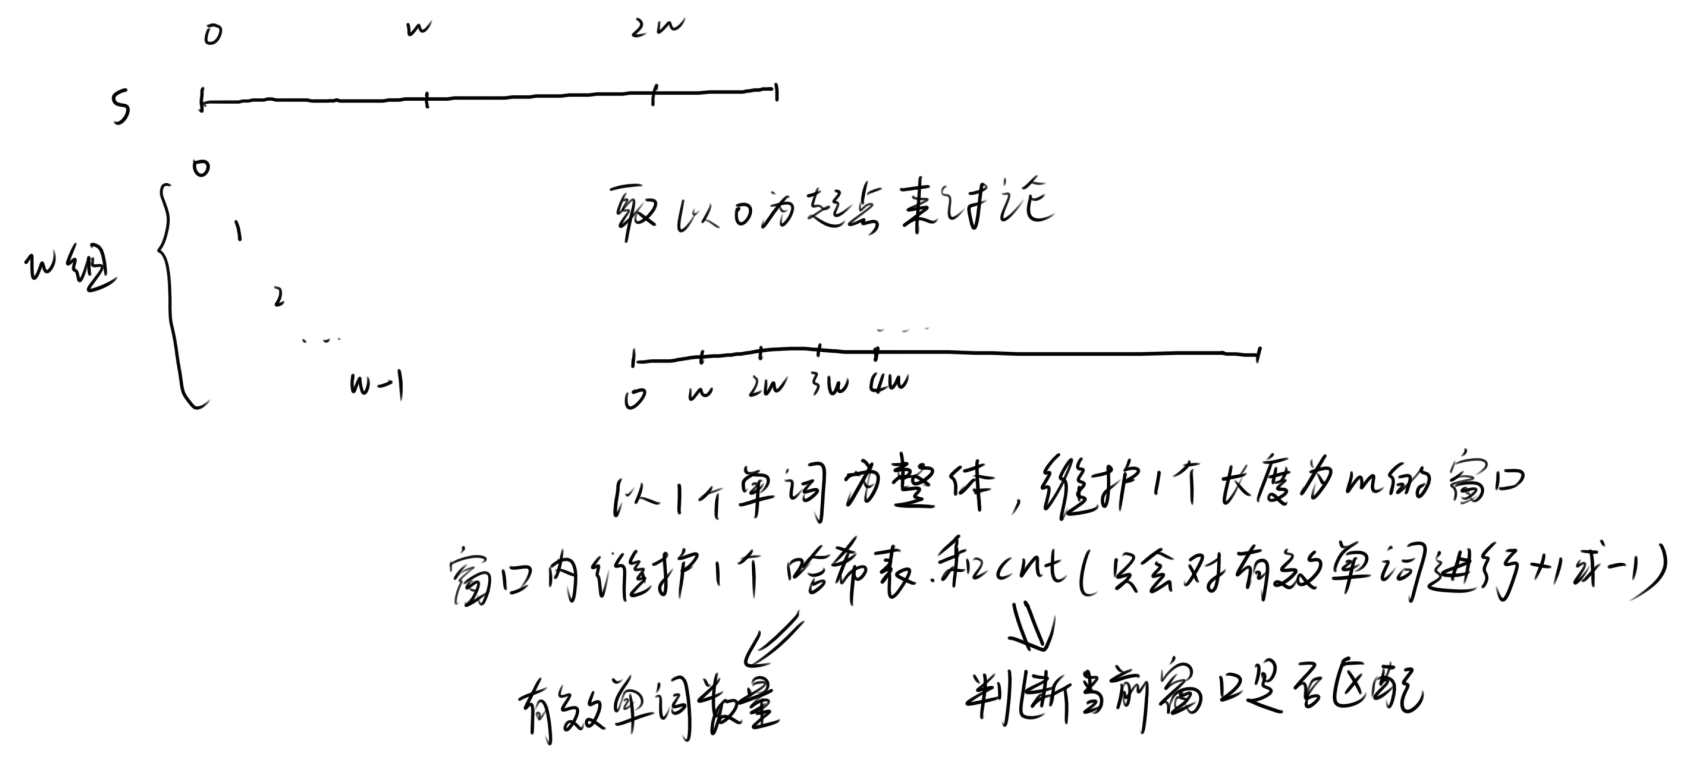 0 w 2w
S
0
1
2
...
w-1
w组
取以0为起点来讨论
....
0 w 2w 3w 4w
以1个单词为整体,维护1个长度为m的窗口
窗口内维护1个哈希表.和cnt(只会对有效单词进行+1或-1)
有效单词数量
判断当前窗口是否匹配